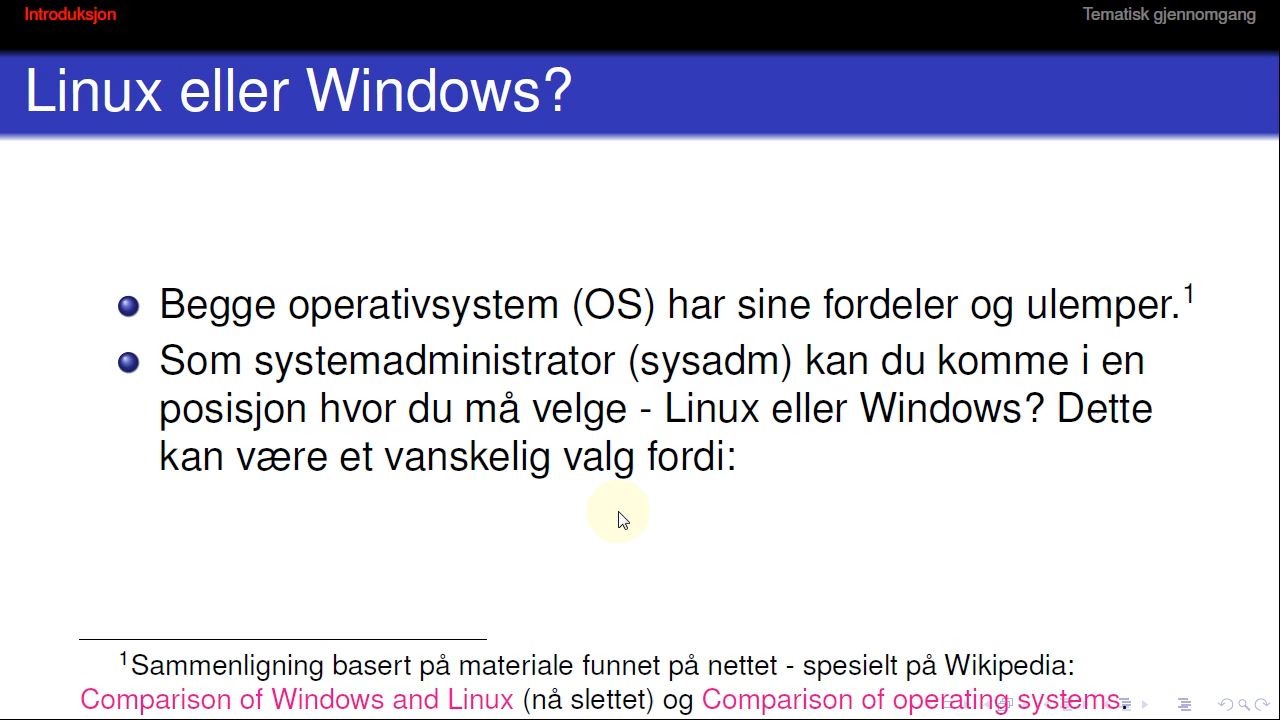 Introduksjon
Tematisk gjennomgang
Linux eller Windows?
Begge operativsystem (OS) har sine fordeler og ulemper.¹
Som systemadministrator (sysadm) kan du komme i en
posisjon hvor du må velge - Linux eller Windows? Dette
kan være et vanskelig valg fordi:
¹Sammenligning basert på materiale funnet på nettet - spesielt på Wikipedia:
Comparison of Windows and Linux (nå slettet) og Comparison of operating systems.